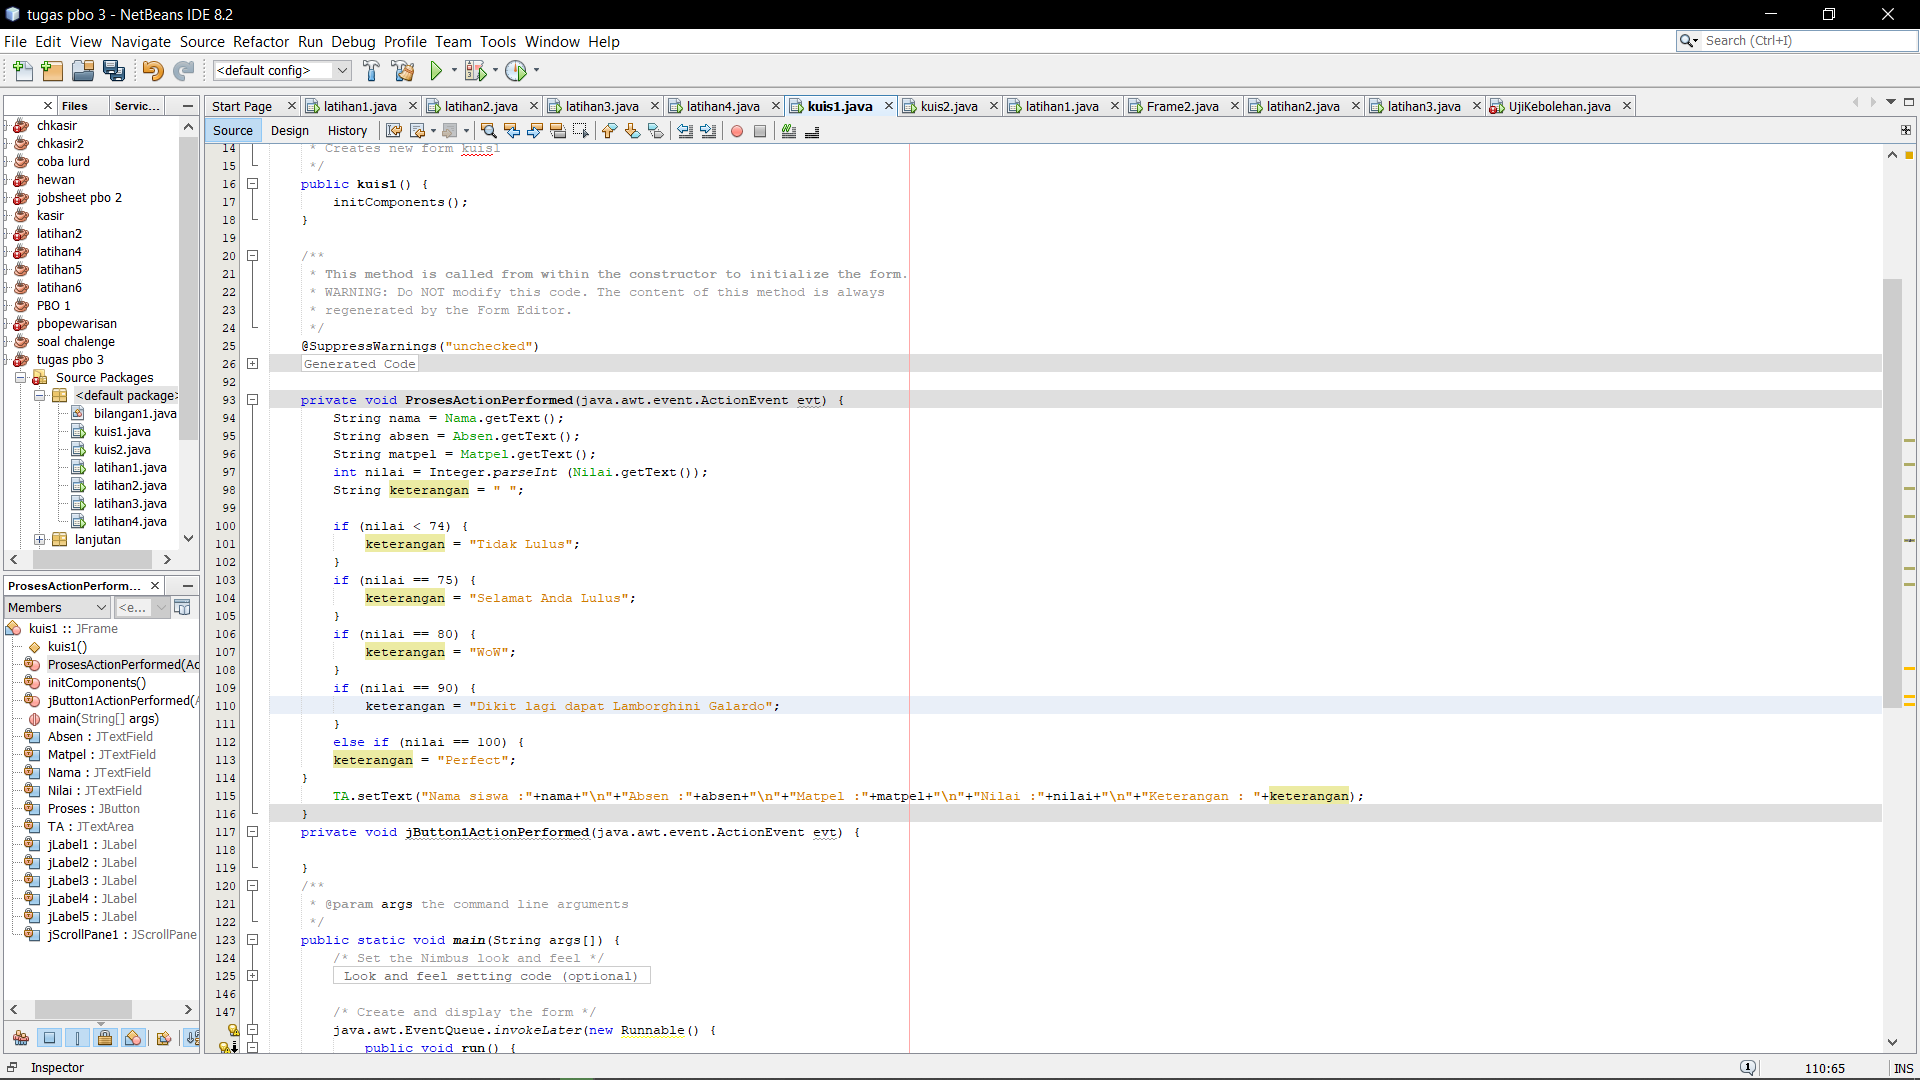 tugas pbo 3 - NetBeans IDE 8.2
File Edit View Navigate Source Refactor Run Debug Profile Team Tools Window Help
Search (Ctrl+I)
<default config>
Files Servic...
Start Page latihan1.java latihan2.java latihan3.java latihan4.java kuis1.java kuis2.java latihan1.java Frame2.java latihan2.java latihan3.java UjiKebolehan.java
Source Design History
chkasir
chkasir2
coba lurd
hewan
jobsheet pbo 2
kasir
latihan2
latihan4
latihan5
latihan6
PBO 1
pbopewarisan
soal chalenge
tugas pbo 3
Source Packages
<default package>
bilangan1.java
kuis1.java
kuis2.java
latihan1.java
latihan2.java
latihan3.java
latihan4.java
lanjutan
ProsesActionPerform...
Members <e...
kuis1 :: JFrame
kuis1()
ProsesActionPerformed(Ac
initComponents()
jButton1ActionPerformed(
main(String[] args)
Absen : JTextField
Matpel : JTextField
Nama : JTextField
Nilai : JTextField
Proses : JButton
TA : JTextArea
jLabel1 : JLabel
jLabel2 : JLabel
jLabel3 : JLabel
jLabel4 : JLabel
jLabel5 : JLabel
jScrollPane1 : JScrollPane
14 * Creates new form kuis1
15 */
16 public kuis1() {
17 initComponents();
18 }
19
20 /**
21 * This method is called from within the constructor to initialize the form.
22 * WARNING: Do NOT modify this code. The content of this method is always
23 * regenerated by the Form Editor.
24 */
25 @SuppressWarnings("unchecked")
26 Generated Code
92
93 private void ProsesActionPerformed(java.awt.event.ActionEvent evt) {
94 String nama = Nama.getText();
95 String absen = Absen.getText();
96 String matpel = Matpel.getText();
97 int nilai = Integer.parseInt (Nilai.getText());
98 String keterangan = " ";
99
100 if (nilai < 74) {
101 keterangan = "Tidak Lulus";
102 }
103 if (nilai == 75) {
104 keterangan = "Selamat Anda Lulus";
105 }
106 if (nilai == 80) {
107 keterangan = "WoW";
108 }
109 if (nilai == 90) {
110 keterangan = "Dikit lagi dapat Lamborghini Galardo";
111 }
112 else if (nilai == 100) {
113 keterangan = "Perfect";
114 }
115 TA.setText("Nama siswa :"+nama+"\n"+"Absen :"+absen+"\n"+"Matpel :"+matpel+"\n"+"Nilai :"+nilai+"\n"+"Keterangan : "+keterangan);
116 }
117 private void jButton1ActionPerformed(java.awt.event.ActionEvent evt) {
118
119 }
120 /**
121 * @param args the command line arguments
122 */
123 public static void main(String args[]) {
124 /* Set the Nimbus look and feel */
125 Look and feel setting code (optional)
146
147 /* Create and display the form */
java.awt.EventQueue.invokeLater(new Runnable() {
public void run() {
Inspector
1
110:65 INS